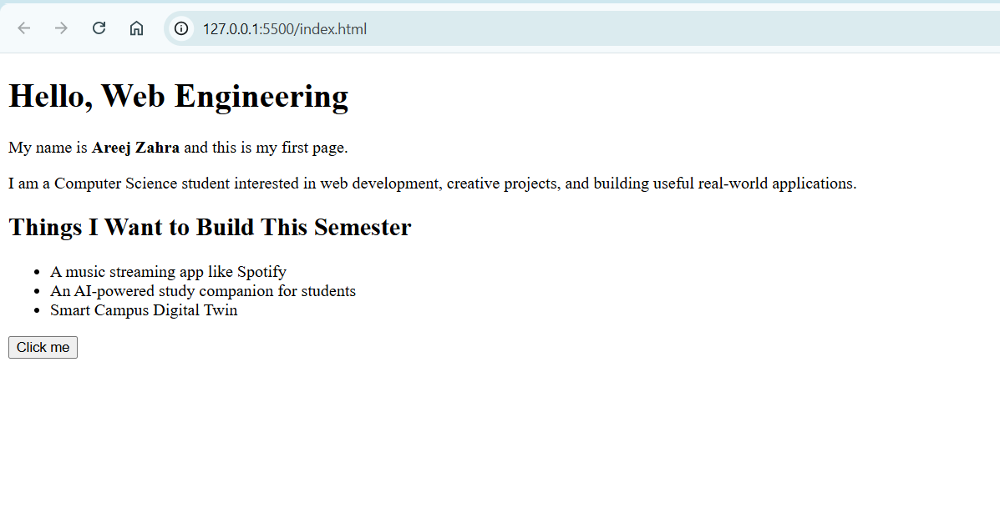 127.0.0.1:5500/index.html
Hello, Web Engineering
My name is Areej Zahra and this is my first page.
I am a Computer Science student interested in web development, creative projects, and building useful real-world applications.
Things I Want to Build This Semester
A music streaming app like Spotify
An AI-powered study companion for students
Smart Campus Digital Twin
Click me